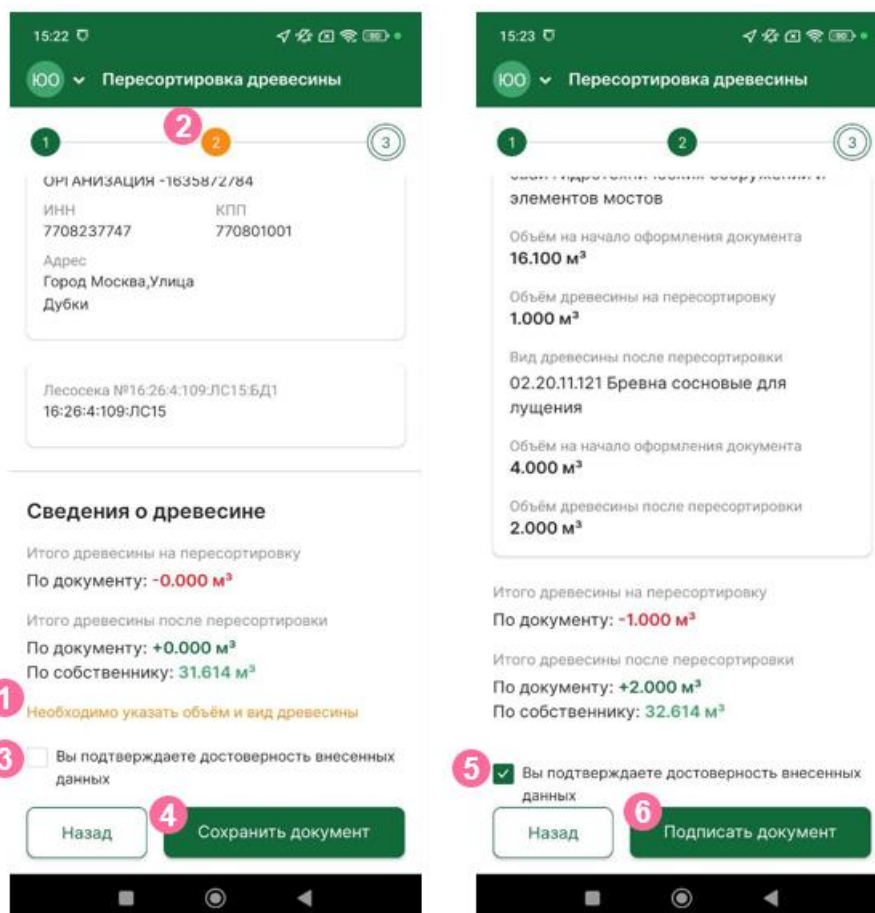 15:22
90
ЮО Пересортировка древесины
2
1 2 3
ОРГАНИЗАЦИЯ -1635872784
ИНН КПП
7708237747 770801001
Адрес
Город Москва,Улица
Дубки
Лесосека №16:26:4:109:ЛС15:БД1
16:26:4:109:ЛС15
Сведения о древесине
Итого древесины на пересортировку
По документу: -0.000 м³
Итого древесины после пересортировки
По документу: +0.000 м³
По собственнику: 31.614 м³
1
Необходимо указать объём и вид древесины
3
Вы подтверждаете достоверность внесенных
данных
4
Назад Сохранить документ
15:23
90
ЮО Пересортировка древесины
1 2 3
элементов мостов
Объём на начало оформления документа
16.100 м³
Объём древесины на пересортировку
1.000 м³
Вид древесины после пересортировки
02.20.11.121 Бревна сосновые для
лущения
Объём на начало оформления документа
4.000 м³
Объём древесины после пересортировки
2.000 м³
Итого древесины на пересортировку
По документу: -1.000 м³
Итого древесины после пересортировки
По документу: +2.000 м³
По собственнику: 32.614 м³
5
Вы подтверждаете достоверность внесенных
данных
6
Назад Подписать документ